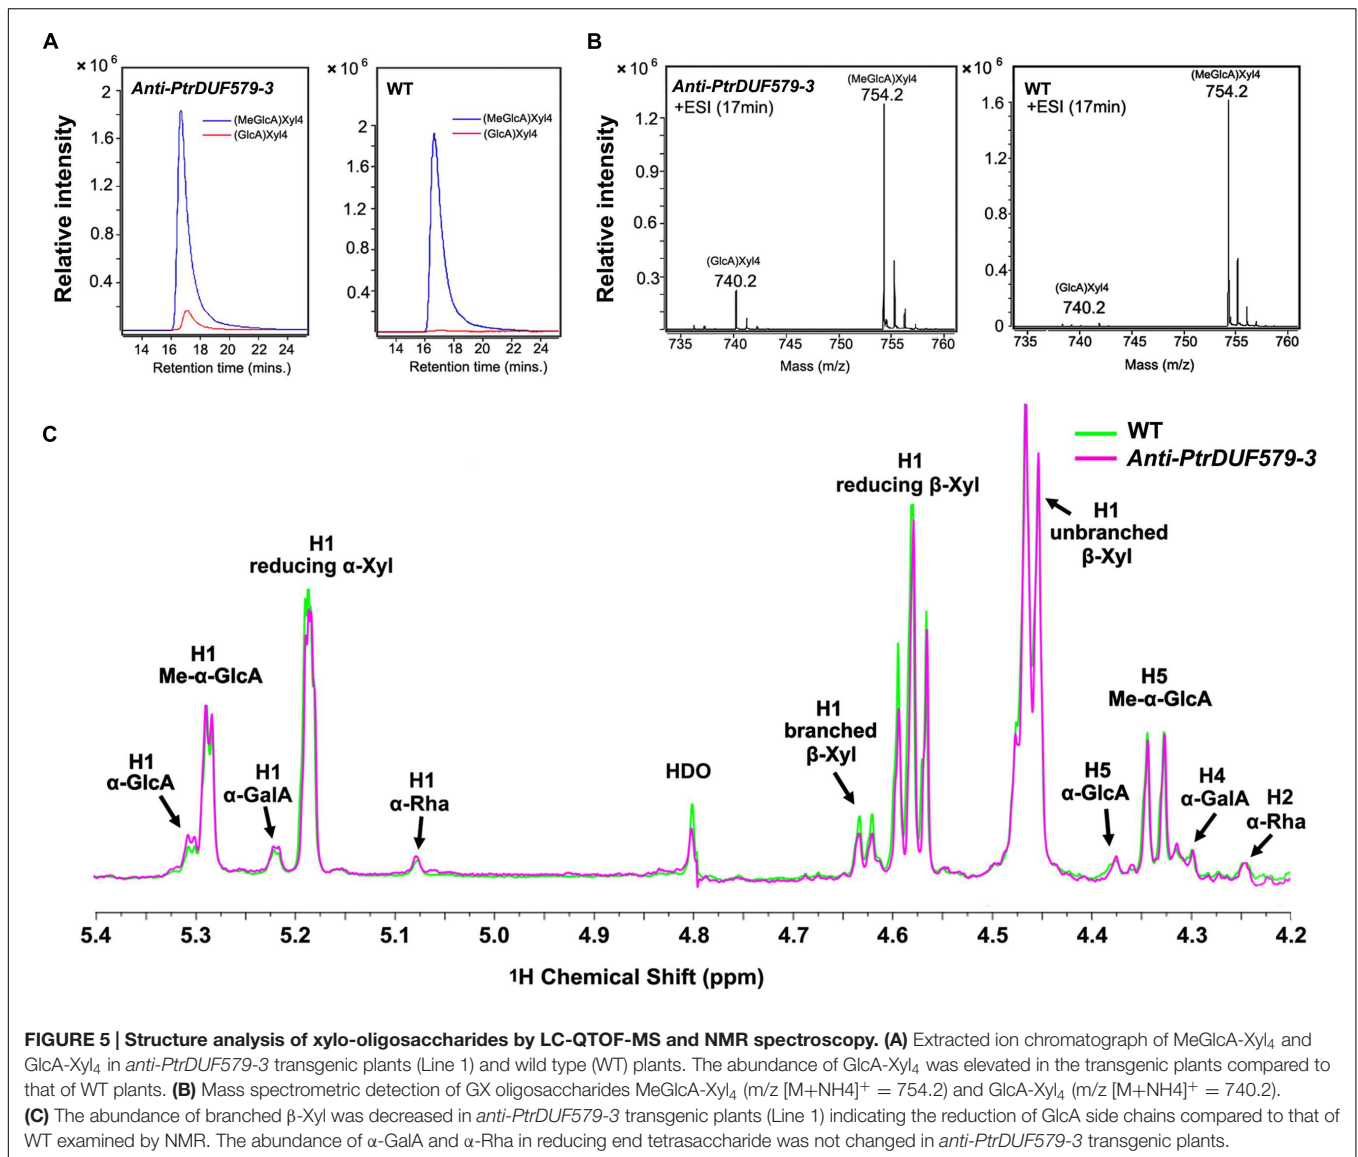 A
B
× 10⁶
Anti-PtrDUF579-3
(MeGlcA)Xyl4
(GlcA)Xyl4
2
1.6
1.2
0.8
0.4
14 16 18 20 22 24
Retention time (mins.)
Relative intensity
× 10⁶
WT
(MeGlcA)Xyl4
(GlcA)Xyl4
2
1.6
1.2
0.8
0.4
14 16 18 20 22 24
Retention time (mins.)
× 10⁶
Anti-PtrDUF579-3
+ESI (17min)
(MeGlcA)Xyl4
754.2
(GlcA)Xyl4
740.2
1.2
0.9
0.6
0.3
735 740 745 750 755 760
Mass (m/z)
Relative intensity
× 10⁶
WT
+ESI (17min)
(MeGlcA)Xyl4
754.2
(GlcA)Xyl4
740.2
1.6
1.2
0.8
0.4
0
735 740 745 750 755 760
Mass (m/z)
C
WT
Anti-PtrDUF579-3
H1
α-GlcA
H1
Me-α-GlcA
H1
α-GalA
H1
reducing α-Xyl
H1
α-Rha
HDO
H1
branched
β-Xyl
H1
reducing β-Xyl
H1
unbranched
β-Xyl
H5
α-GlcA
H5
Me-α-GlcA
H4
α-GalA
H2
α-Rha
5.4 5.3 5.2 5.1 5.0 4.9 4.8 4.7 4.6 4.5 4.4 4.3 4.2
1H Chemical Shift (ppm)
FIGURE 5 | Structure analysis of xylo-oligosaccharides by LC-QTOF-MS and NMR spectroscopy. (A) Extracted ion chromatograph of MeGlcA-Xyl₄ and
GlcA-Xyl₄ in anti-PtrDUF579-3 transgenic plants (Line 1) and wild type (WT) plants. The abundance of GlcA-Xyl₄ was elevated in the transgenic plants compared to
that of WT plants. (B) Mass spectrometric detection of GX oligosaccharides MeGlcA-Xyl₄ (m/z [M+NH4]⁺ = 754.2) and GlcA-Xyl₄ (m/z [M+NH4]⁺ = 740.2).
(C) The abundance of branched β-Xyl was decreased in anti-PtrDUF579-3 transgenic plants (Line 1) indicating the reduction of GlcA side chains compared to that of
WT examined by NMR. The abundance of α-GalA and α-Rha in reducing end tetrasaccharide was not changed in anti-PtrDUF579-3 transgenic plants.